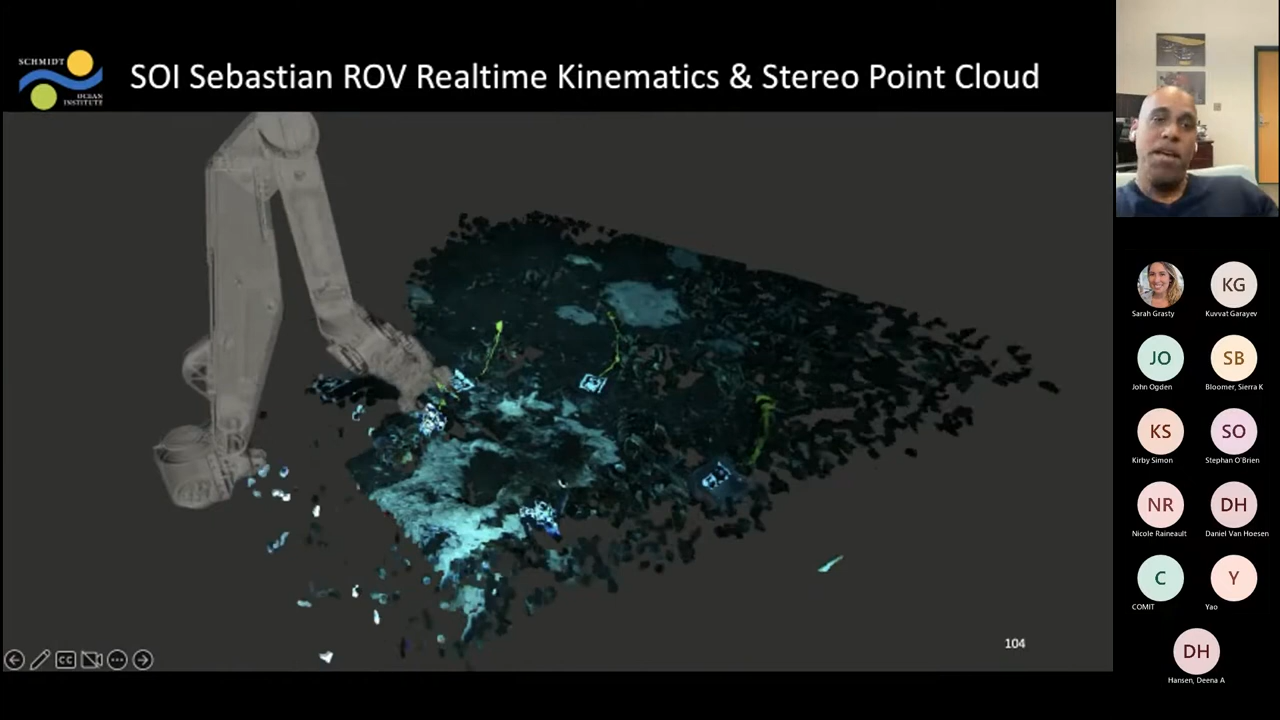 SCHMIDT
OCEAN
INSTITUTE
SOI Sebastian ROV Realtime Kinematics & Stereo Point Cloud
CC
104
Sarah Grasty
KG
Kuvvat Garayev
JO
John Ogden
SB
Bloomer, Sierra K
KS
Kirby Simon
SO
Stephan O'Brien
NR
Nicole Raineault
DH
Daniel Van Hoesen
C
COMIT
Y
Yao
DH
Hansen, Deena A